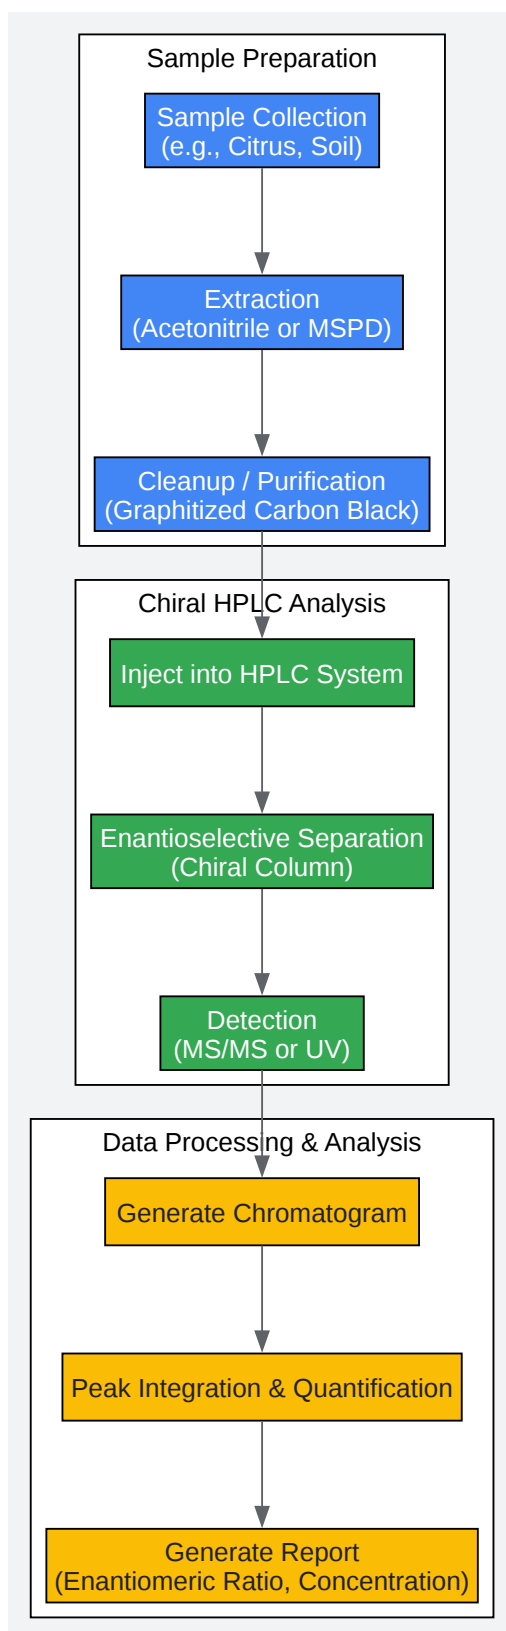 Sample Preparation
Sample Collection
(e.g., Citrus, Soil)
Extraction
(Acetonitrile or MSPD)
Cleanup / Purification
(Graphitized Carbon Black)
Chiral HPLC Analysis
Inject into HPLC System
Enantioselective Separation
(Chiral Column)
Detection
(MS/MS or UV)
Data Processing & Analysis
Generate Chromatogram
Peak Integration & Quantification
Generate Report
(Enantiomeric Ratio, Concentration)